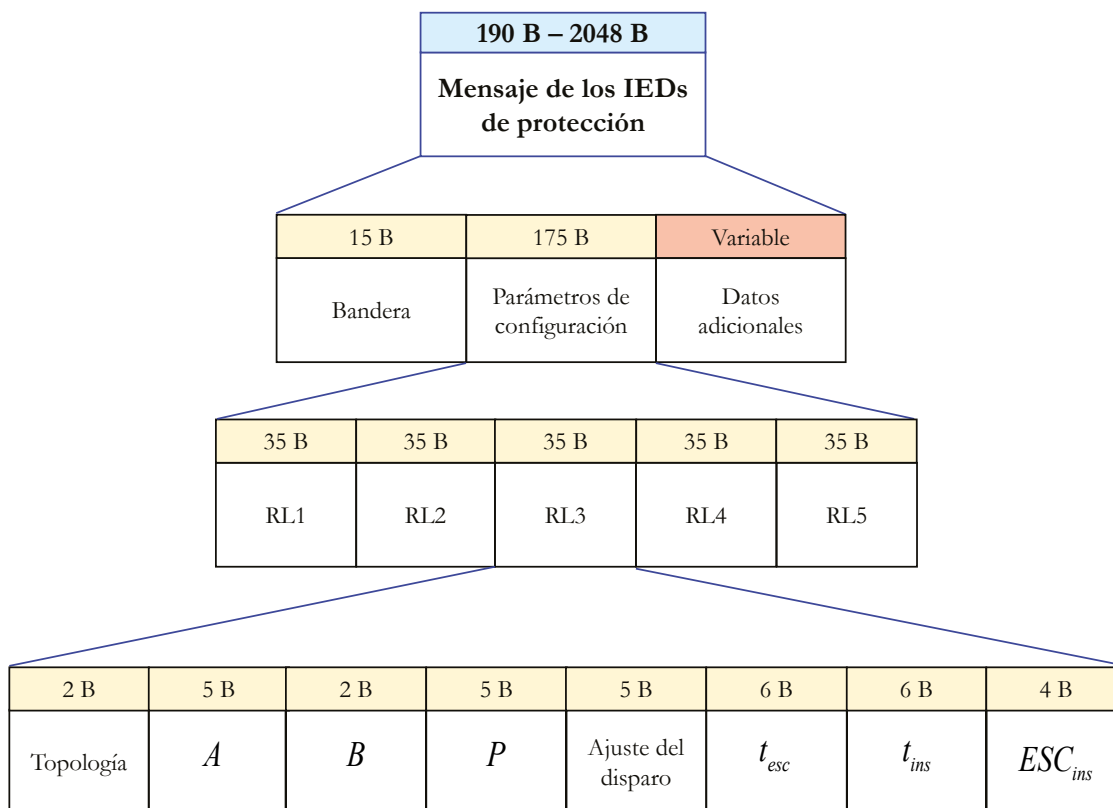 190 B – 2048 B
Mensaje de los IEDs
de protección
15 B
175 B
Variable
Bandera
Parámetros de
configuración
Datos
adicionales
35 B
35 B
35 B
35 B
35 B
RL1
RL2
RL3
RL4
RL5
2 B
5 B
2 B
5 B
5 B
6 B
6 B
4 B
Topología
A
B
P
Ajuste del
disparo
t_esc
t_ins
ESC_ins